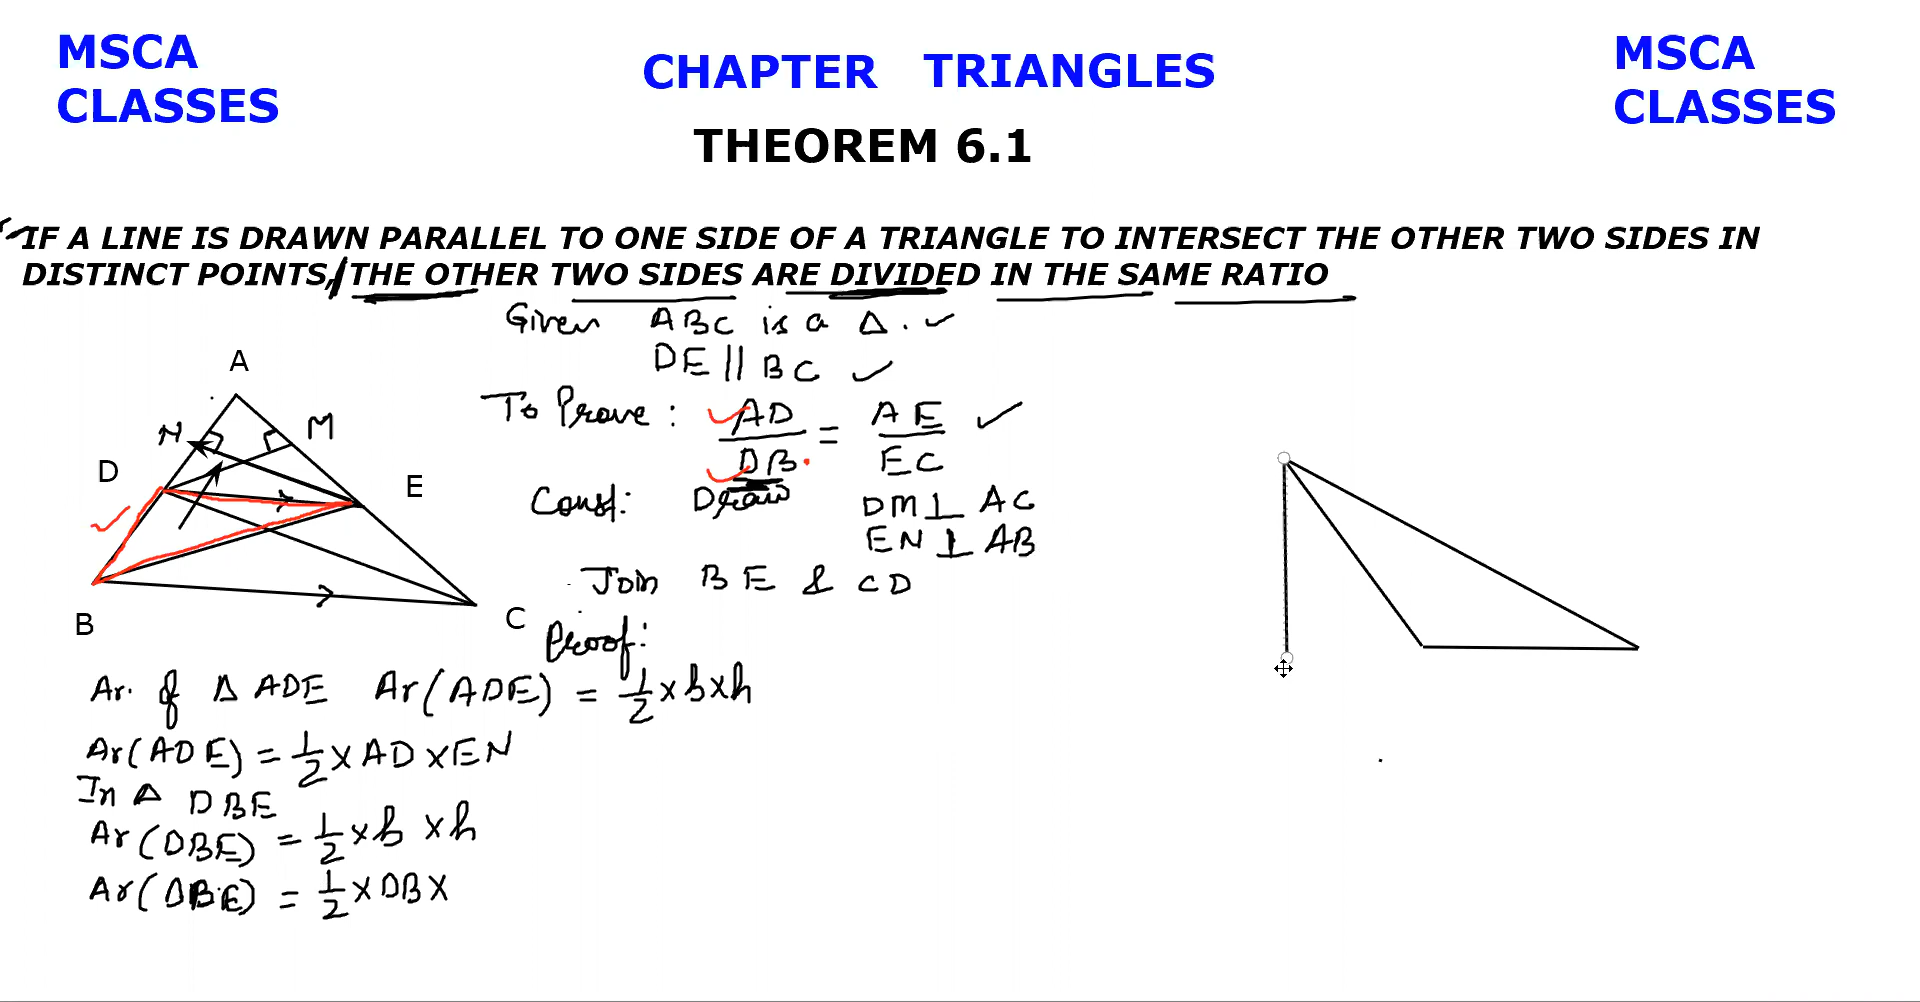 MSCA
CLASSES
CHAPTER TRIANGLES
MSCA
CLASSES
THEOREM 6.1
IF A LINE IS DRAWN PARALLEL TO ONE SIDE OF A TRIANGLE TO INTERSECT THE OTHER TWO SIDES IN
DISTINCT POINTS, THE OTHER TWO SIDES ARE DIVIDED IN THE SAME RATIO
Given ABC is a Δ.
DE || BC
To Prove: AD/DB = AE/EC
Const: Draw DM ⊥ AC
EN ⊥ AB
Join BE & CD
Proof:
A
N
M
D
E
B
C
Ar. of Δ ADE Ar(ADE) = 1/2 × b × h
Ar(ADE) = 1/2 × AD × EN
In Δ DBE
Ar(DBE) = 1/2 × b × h
Ar(DBE) = 1/2 × DB ×